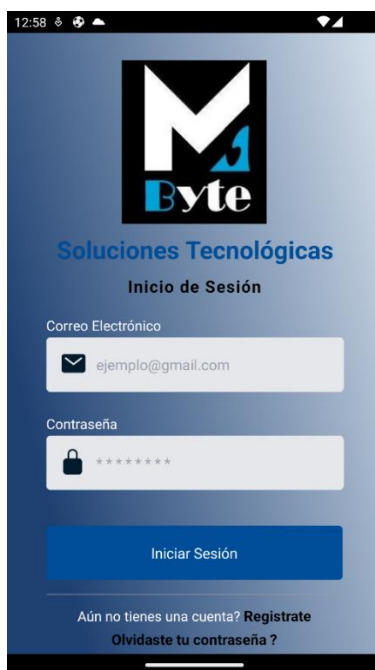 12:58
M
Byte
Soluciones Tecnológicas
Inicio de Sesión
Correo Electrónico
ejemplo@gmail.com
Contraseña
********
Iniciar Sesión
Aún no tienes una cuenta? Registrate
Olvidaste tu contraseña ?